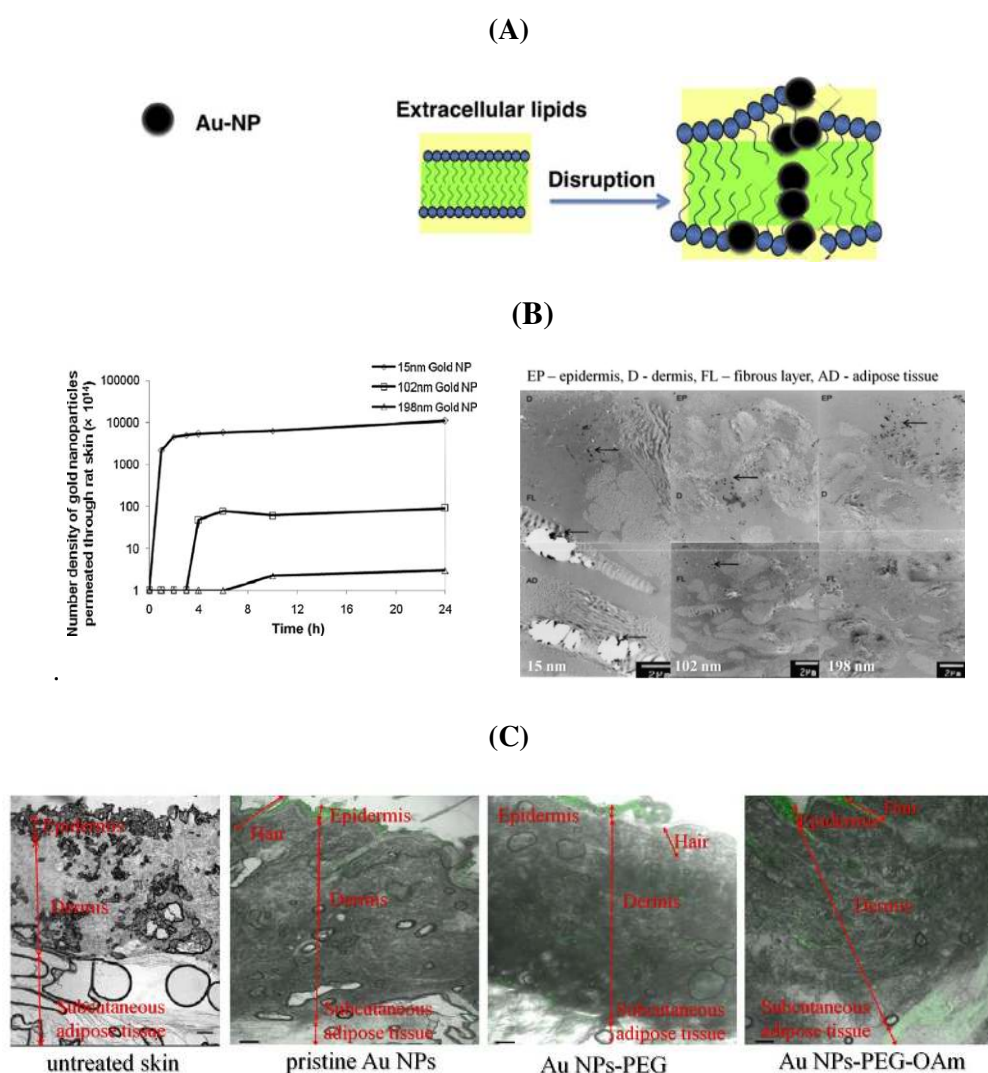 (A)
Au-NP
Extracellular lipids
Disruption
(B)
15nm Gold NP
102nm Gold NP
198nm Gold NP
Number density of gold nanoparticles
permeated through rat skin (× 10¹⁴)
100000
10000
1000
100
10
1
0 4 8 12 16 20 24
Time (h)
.
EP – epidermis, D - dermis, FL – fibrous layer, AD - adipose tissue
D EP EP
D D
FL
AD FL FL
15 nm 102 nm 198 nm
2μm 2μm 2μm
(C)
Epidermis
Dermis
Subcutaneous
adipose tissue
untreated skin
Hair
Epidermis
Dermis
Subcutaneous
adipose tissue
pristine Au NPs
Epidermis
Hair
Dermis
Subcutaneous
adipose tissue
Au NPs-PEG
Hair
Epidermis
Dermis
Subcutaneous
adipose tissue
Au NPs-PEG-OAm